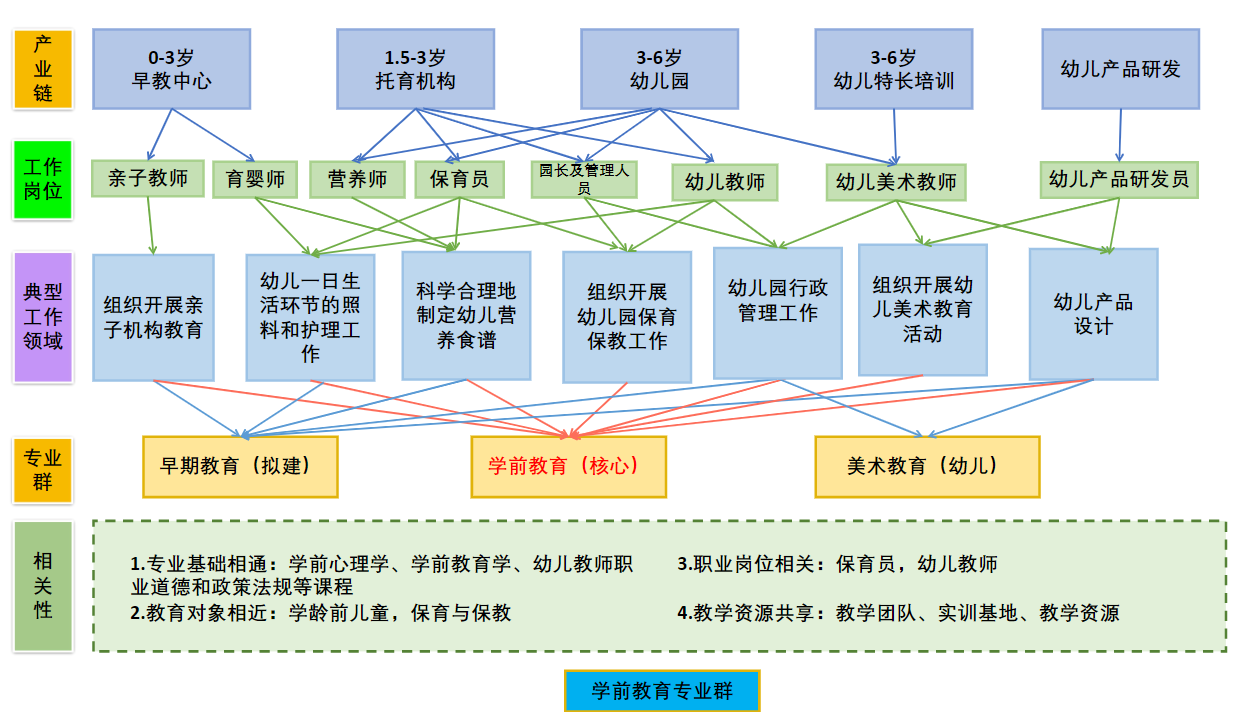 产
业
链
0-3岁
早教中心
1.5-3岁
托育机构
3-6岁
幼儿园
3-6岁
幼儿特长培训
幼儿产品研发
工作
岗位
亲子教师
育婴师
营养师
保育员
园长及管理人
员
幼儿教师
幼儿美术教师
幼儿产品研发员
典型
工作
领域
组织开展亲
子机构教育
幼儿一日生
活环节的照
料和护理工
作
科学合理地
制定幼儿营
养食谱
组织开展
幼儿园保育
保教工作
幼儿园行政
管理工作
组织开展幼
儿美术教育
活动
幼儿产品
设计
专业
群
早期教育（拟建）
学前教育（核心）
美术教育（幼儿）
相
关
性
1.专业基础相通：学前心理学、学前教育学、幼儿教师职
业道德和政策法规等课程
2.教育对象相近：学龄前儿童，保育与保教
3.职业岗位相关：保育员，幼儿教师
4.教学资源共享：教学团队、实训基地、教学资源
学前教育专业群